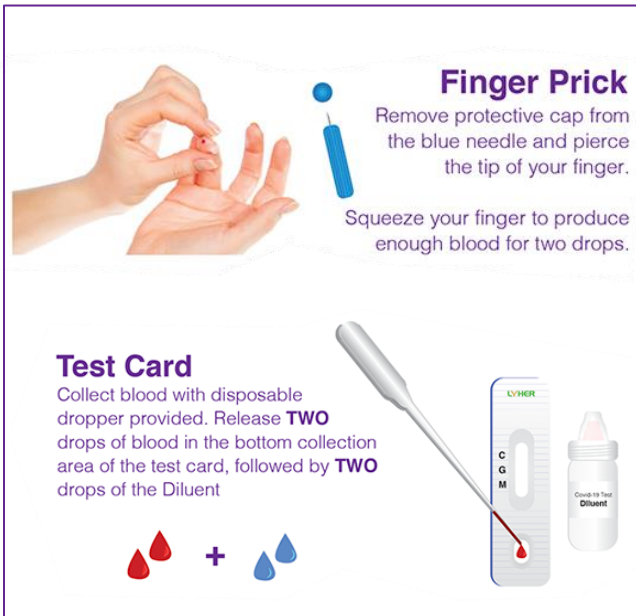 Finger Prick
Remove protective cap from
the blue needle and pierce
the tip of your finger.
Squeeze your finger to produce
enough blood for two drops.
Test Card
Collect blood with disposable
dropper provided. Release TWO
drops of blood in the bottom collection
area of the test card, followed by TWO
drops of the Diluent
+
LYHER
C
G
M
Covid-19 Test
Diluent